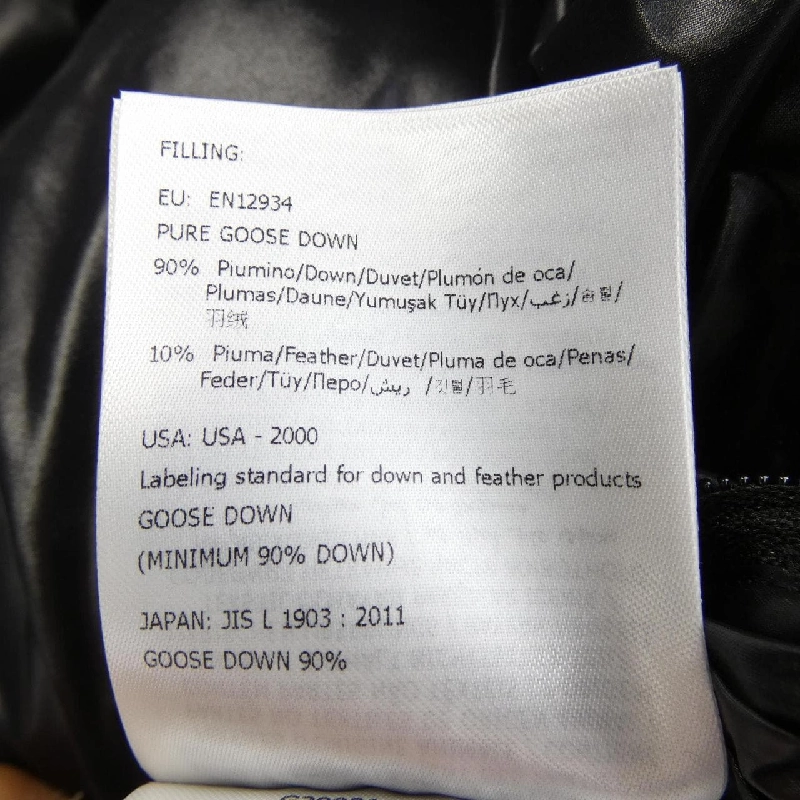 FILLING:
EU: EN12934
PURE GOOSE DOWN
90% Piumino/Down/Duvet/Plumón de oca/
Plumas/Daune/Yumuşak Tüy/Пух/زغب/솜털/
羽绒
10% Piuma/Feather/Duvet/Pluma de oca/Penas/
Feder/Tüy/Перо/ریش /깃털/羽毛
USA: USA - 2000
Labeling standard for down and feather products
GOOSE DOWN
(MINIMUM 90% DOWN)
JAPAN: JIS L 1903 : 2011
GOOSE DOWN 90%